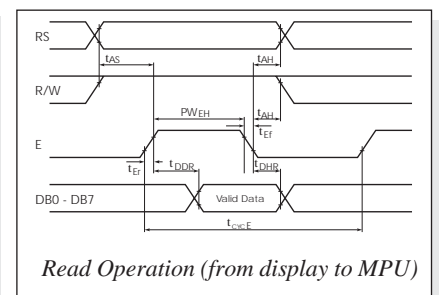 RS
tAS
tAH
R/W
PWEH
tAH
tEf
E
tEr
tDDR
tDHR
DB0 - DB7
Valid Data
tCYCE
Read Operation (from display to MPU)